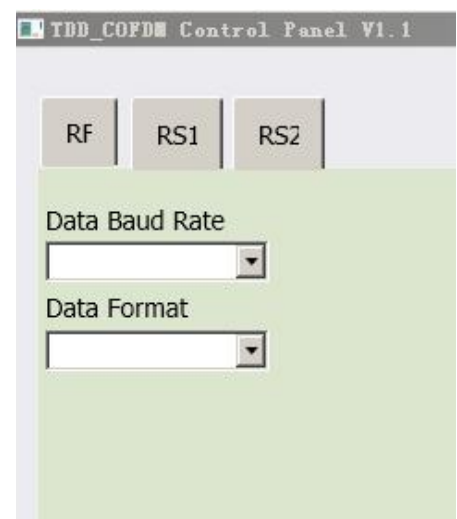 TDD_COFDM Control Panel V1.1
RF
RS1
RS2
Data Baud Rate
Data Format